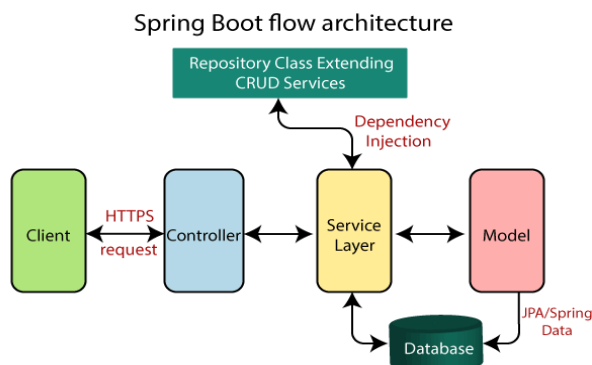 Spring Boot flow architecture
Repository Class Extending
CRUD Services
Dependency
Injection
Client
HTTPS
request
Controller
Service
Layer
Model
JPA/Spring
Data
Database